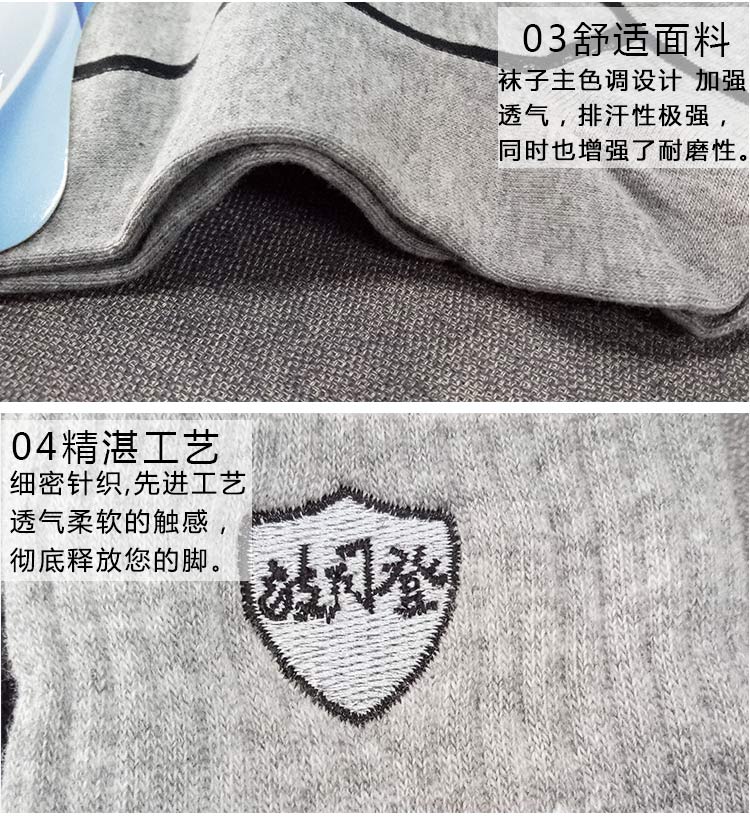 03舒适面料
袜子主色调设计 加强
透气，排汗性极强，
同时也增强了耐磨性。
04精湛工艺
细密针织,先进工艺
透气柔软的触感，
彻底释放您的脚。